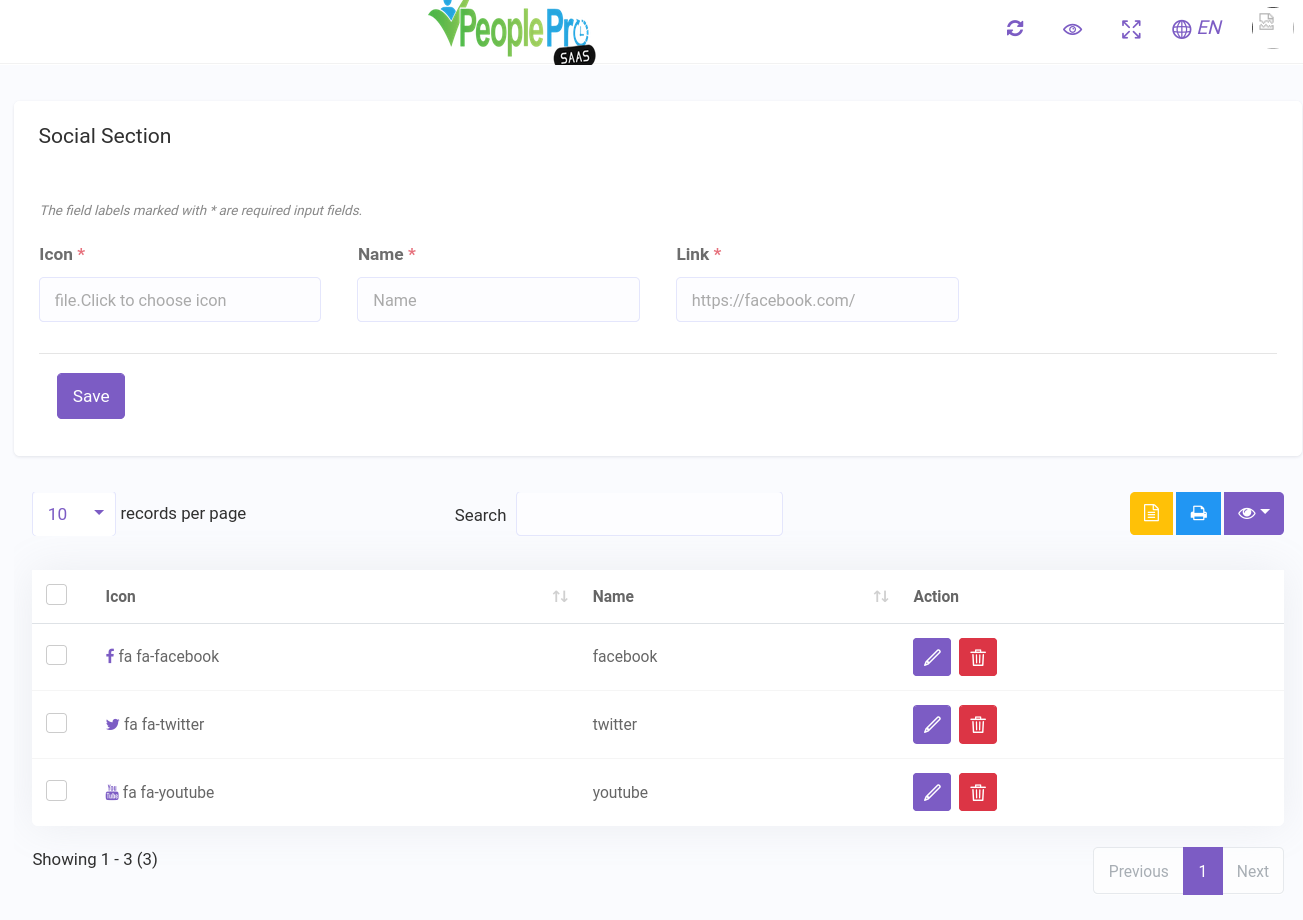 PeoplePro
SAAS
EN
Social Section
The field labels marked with * are required input fields.
Icon * Name * Link *
file.Click to choose icon Name https://facebook.com/
Save
10 records per page Search
Icon Name Action
fa fa-facebook facebook
fa fa-twitter twitter
You
Tube fa fa-youtube youtube
Showing 1 - 3 (3)
Previous 1 Next